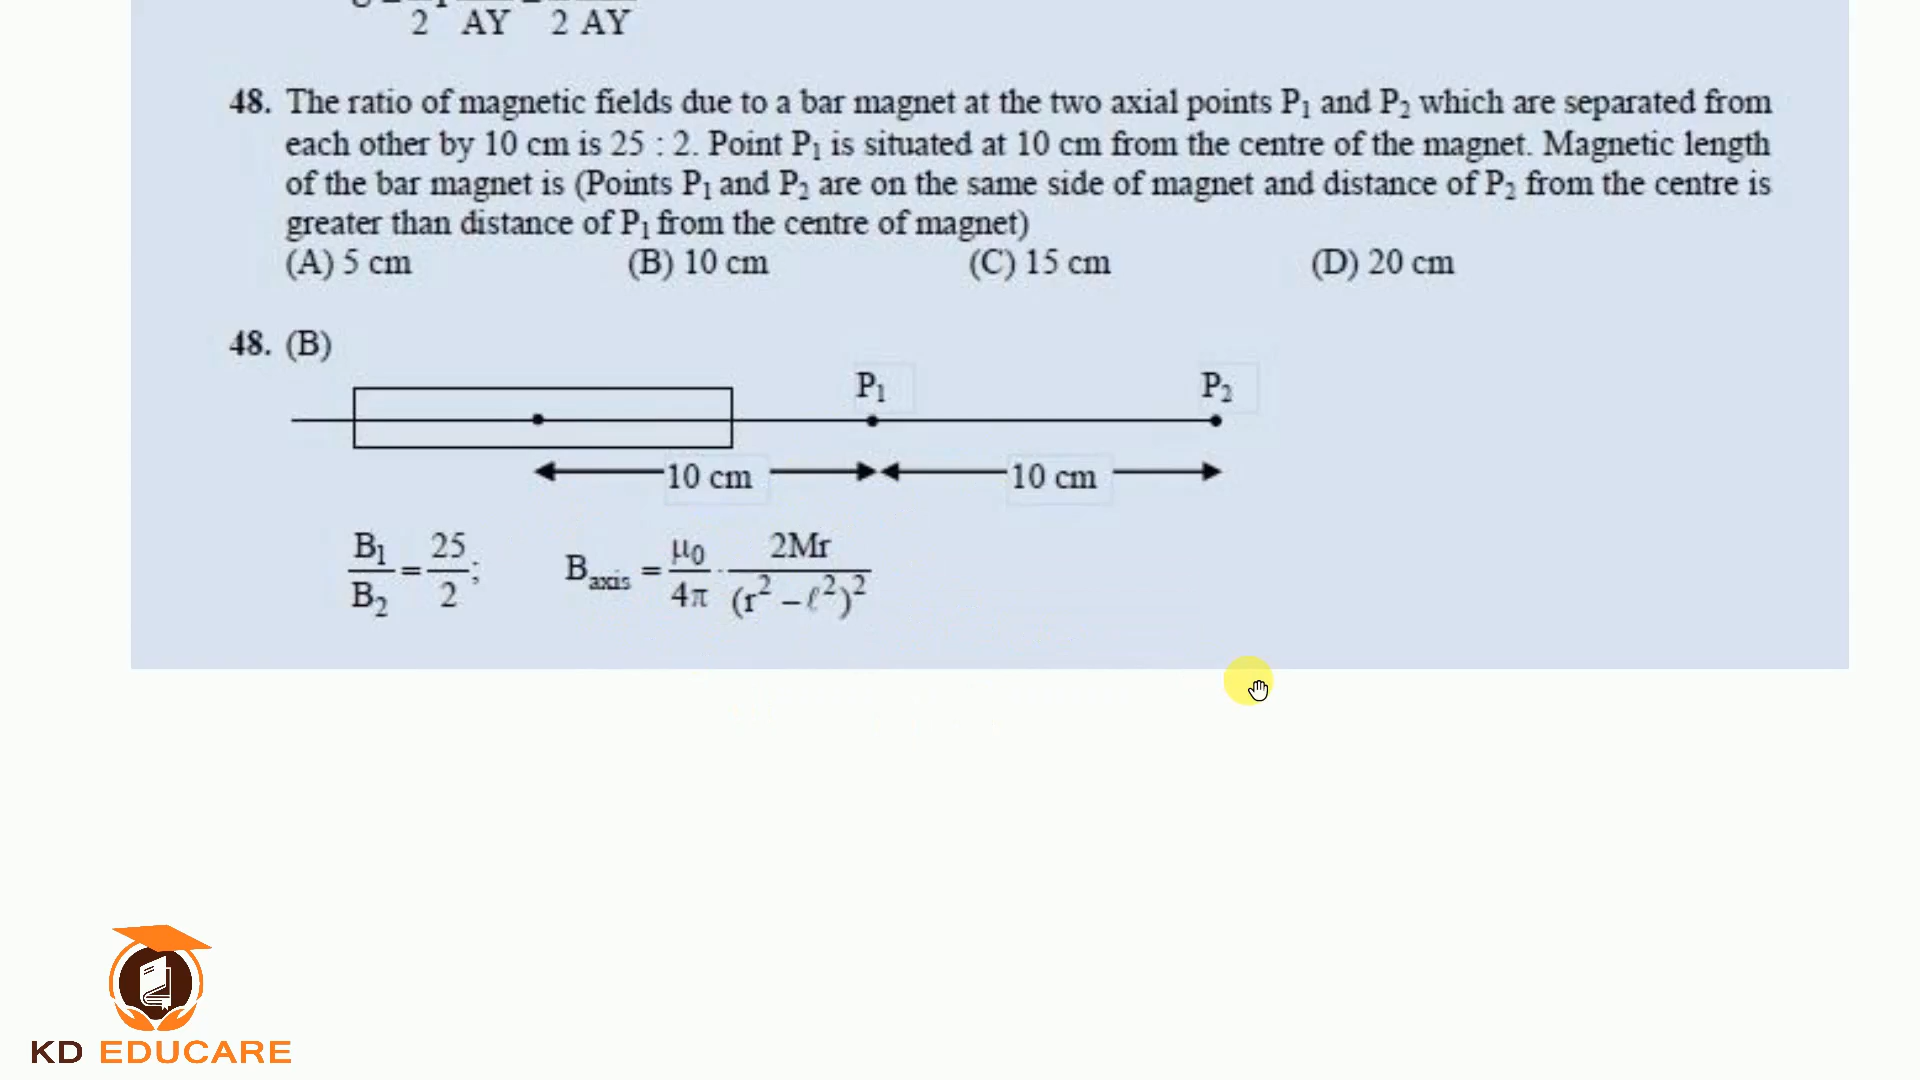 2 AY 2 AY
48. The ratio of magnetic fields due to a bar magnet at the two axial points P₁ and P₂ which are separated from
each other by 10 cm is 25 : 2. Point P₁ is situated at 10 cm from the centre of the magnet. Magnetic length
of the bar magnet is (Points P₁ and P₂ are on the same side of magnet and distance of P₂ from the centre is
greater than distance of P₁ from the centre of magnet)
(A) 5 cm (B) 10 cm (C) 15 cm (D) 20 cm
48. (B)
P₁ P₂
10 cm 10 cm
B₁/B₂ = 25/2; B_axis = μ₀/4π · 2Mr/(r² – ℓ²)²
KD EDUCARE